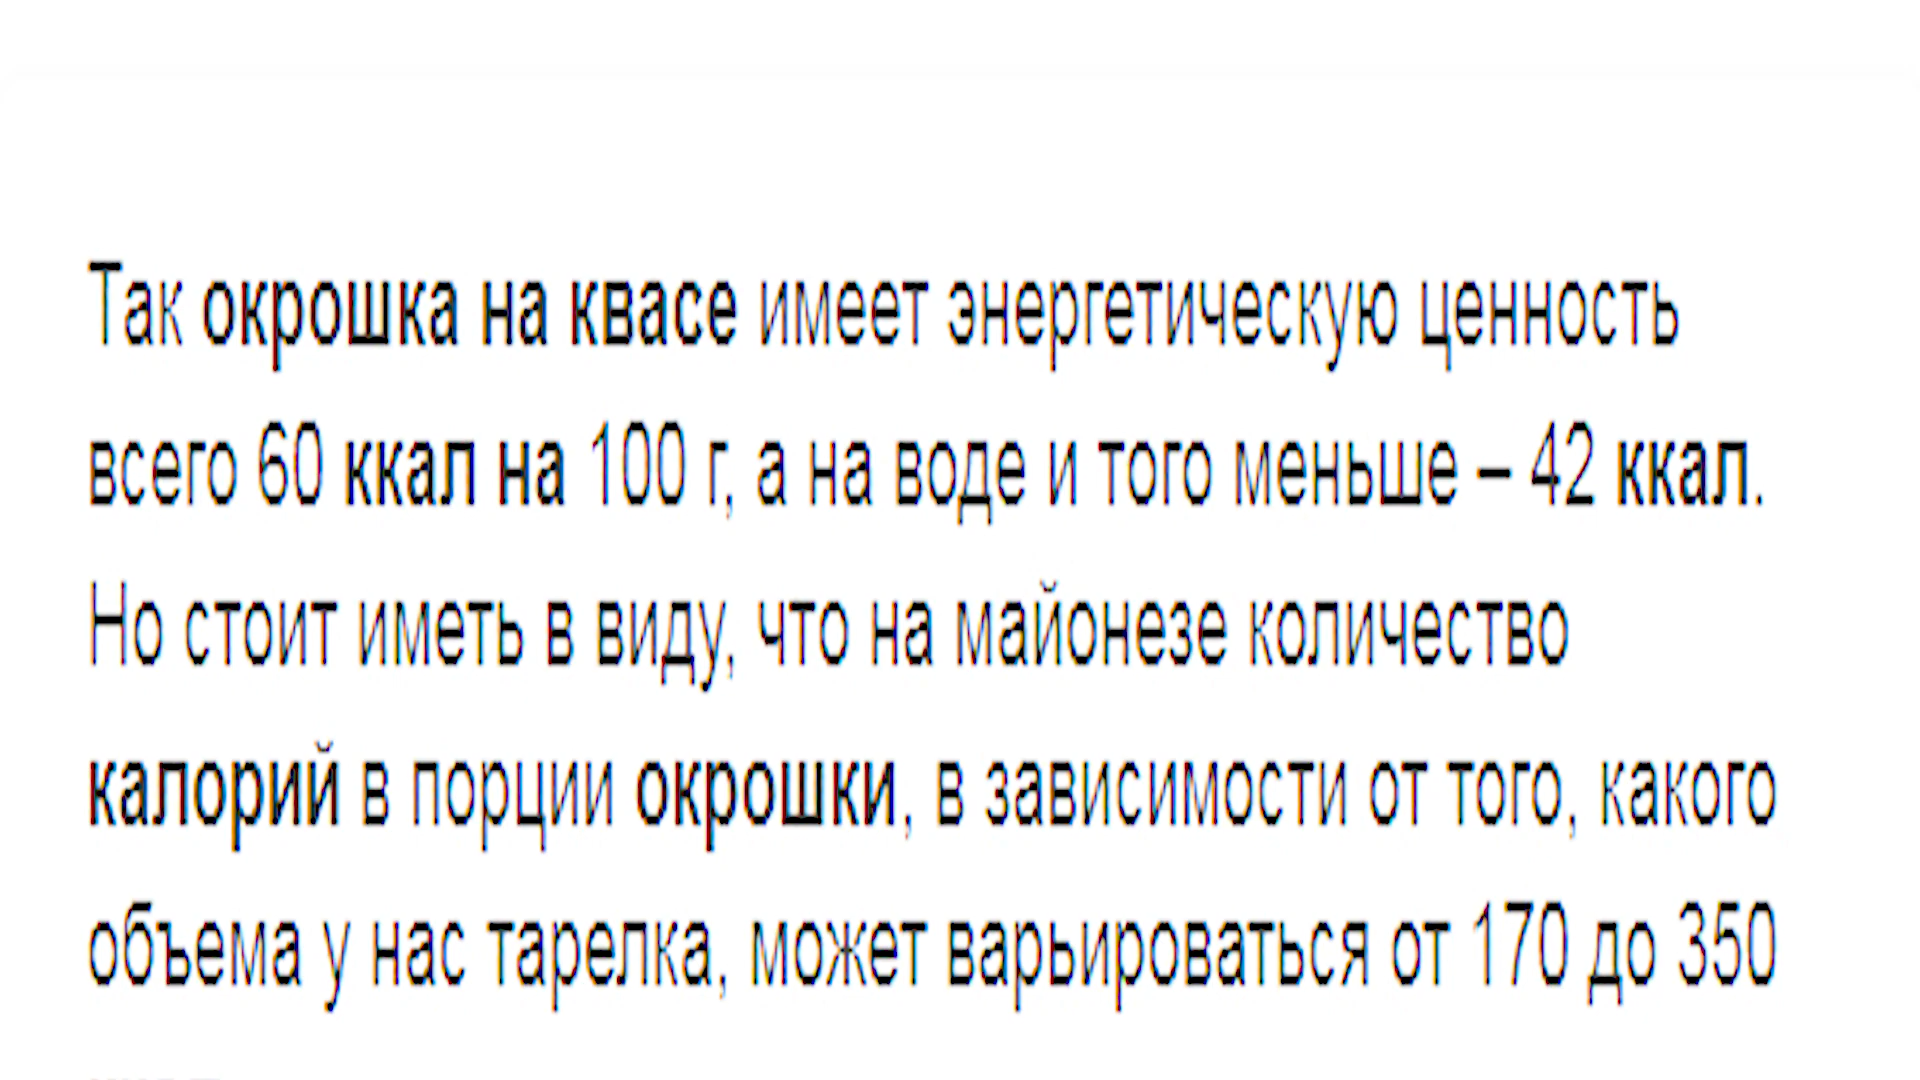 Так окрошка на квасе имеет энергетическую ценность
всего 60 ккал на 100 г, а на воде и того меньше – 42 ккал.
Но стоит иметь в виду, что на майонезе количество
калорий в порции окрошки, в зависимости от того, какого
объема у нас тарелка, может варьироваться от 170 до 350